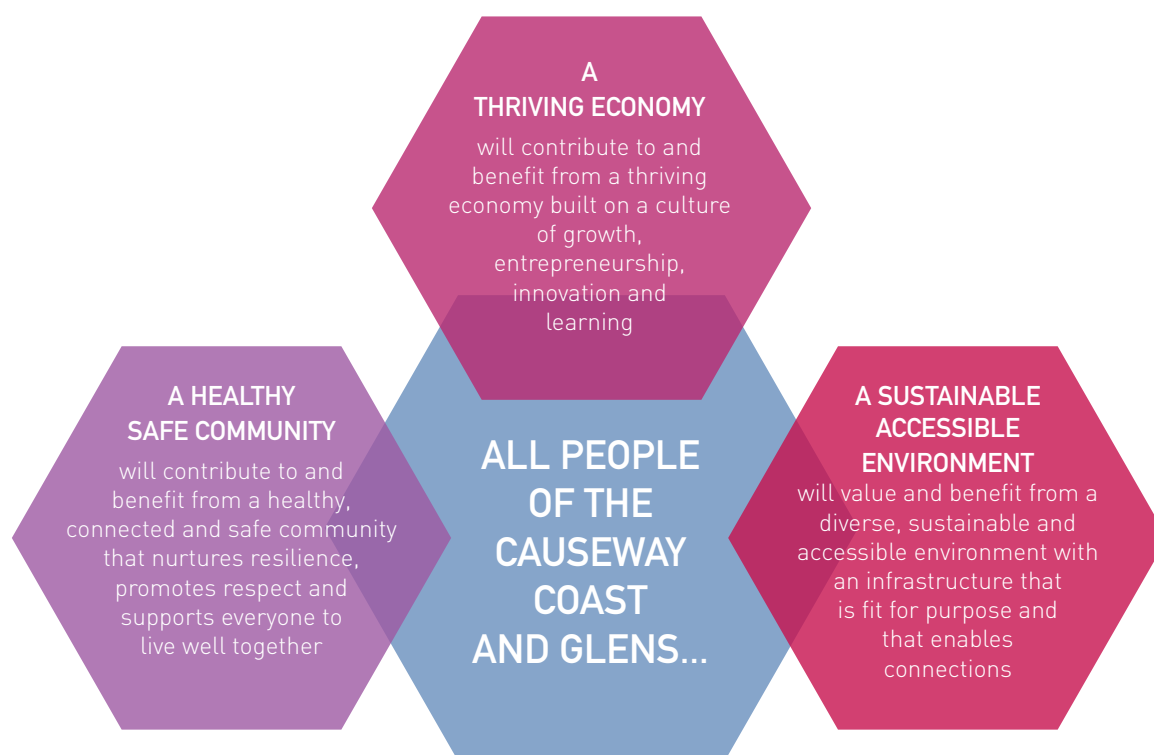 A
THRIVING ECONOMY
will contribute to and
benefit from a thriving
economy built on a culture
of growth,
entrepreneurship,
innovation and
learning
A HEALTHY
SAFE COMMUNITY
will contribute to and
benefit from a healthy,
connected and safe community
that nurtures resilience,
promotes respect and
supports everyone to
live well together
ALL PEOPLE
OF THE
CAUSEWAY
COAST
AND GLENS...
A SUSTAINABLE
ACCESSIBLE
ENVIRONMENT
will value and benefit from a
diverse, sustainable and
accessible environment with
an infrastructure that
is fit for purpose and
that enables
connections